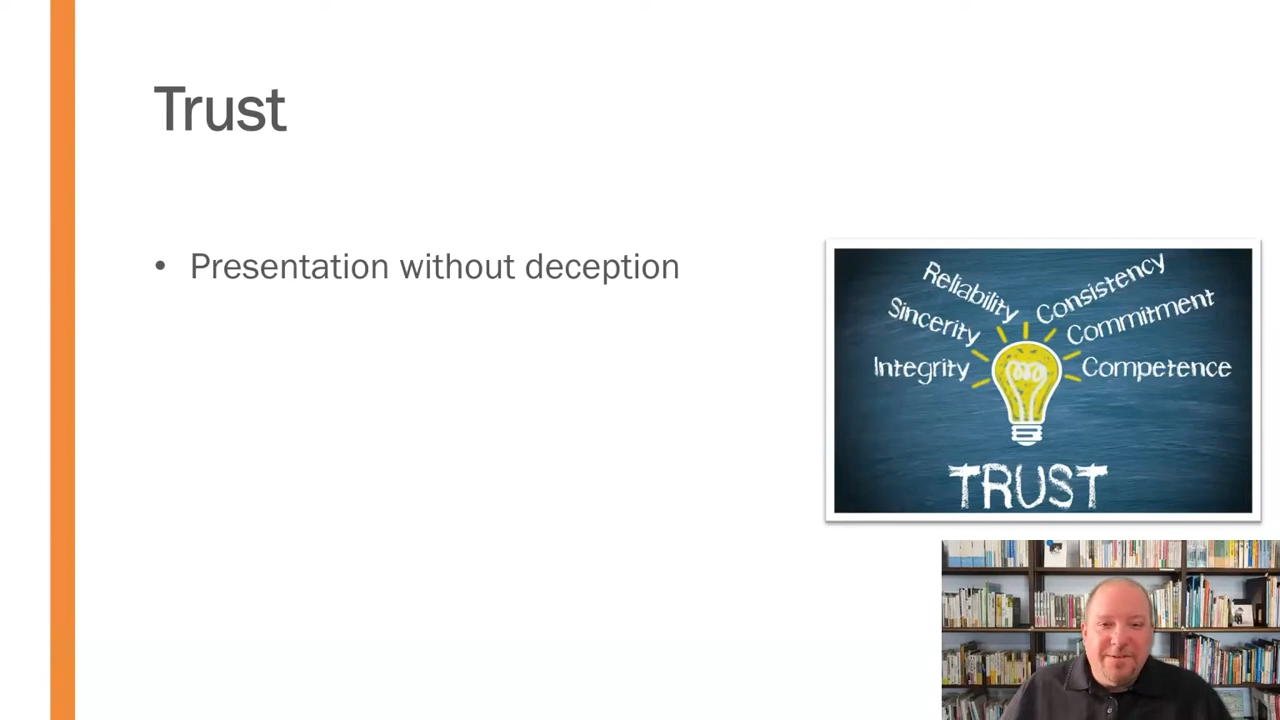 Trust
• Presentation without deception
Reliability
Consistency
Sincerity
Commitment
Integrity
Competence
TRUST